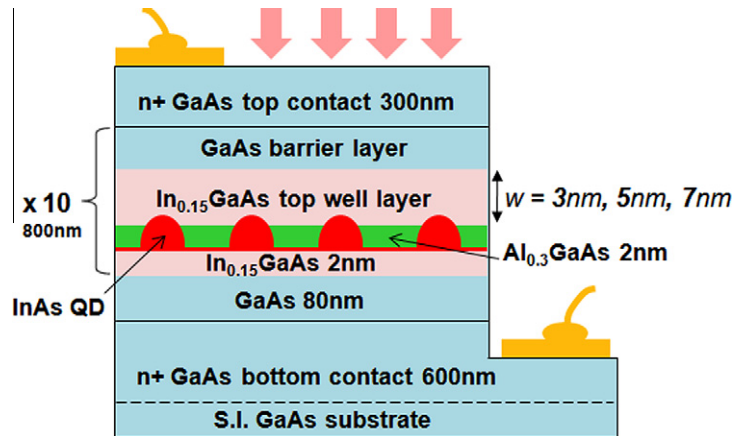 n+ GaAs top contact 300nm
GaAs barrier layer
In0.15GaAs top well layer
w = 3nm, 5nm, 7nm
x 10
800nm
Al0.3GaAs 2nm
In0.15GaAs 2nm
InAs QD
GaAs 80nm
n+ GaAs bottom contact 600nm
S.I. GaAs substrate